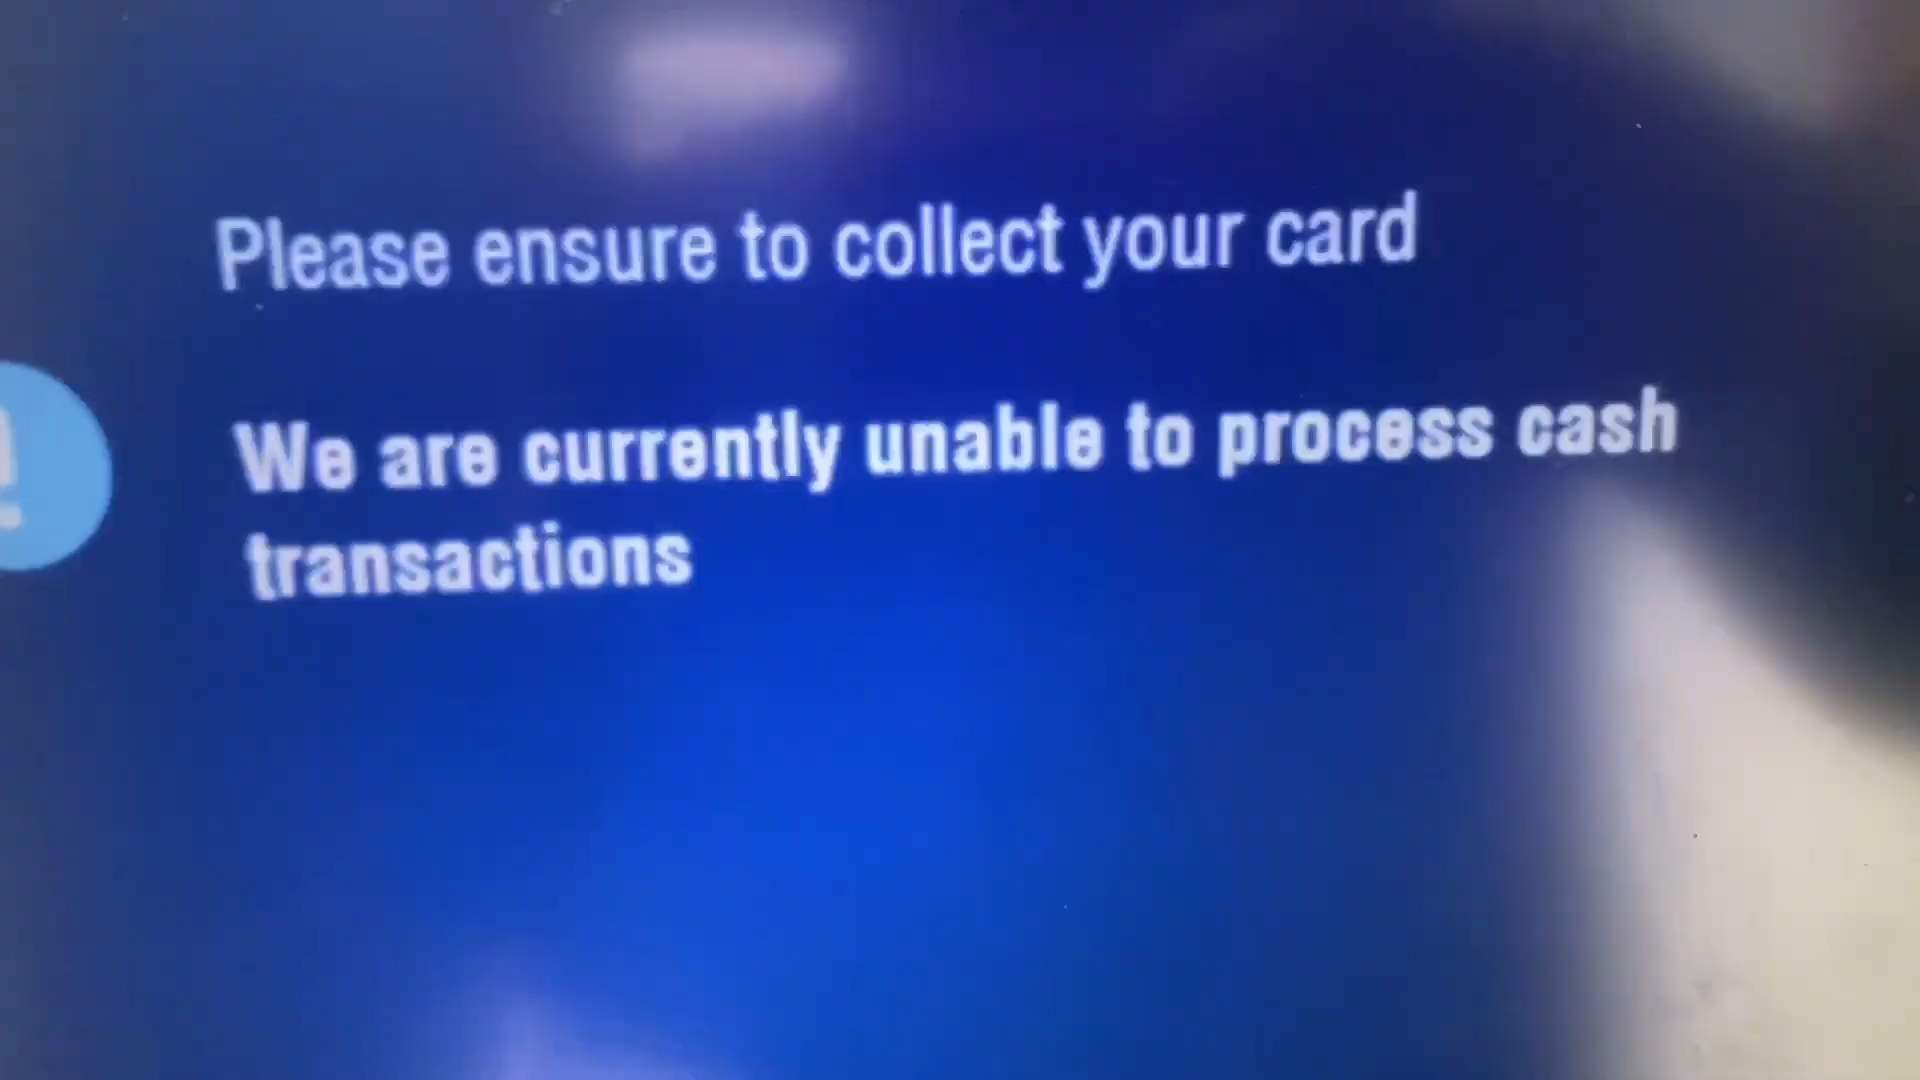 Please ensure to collect your card
We are currently unable to process cash
transactions